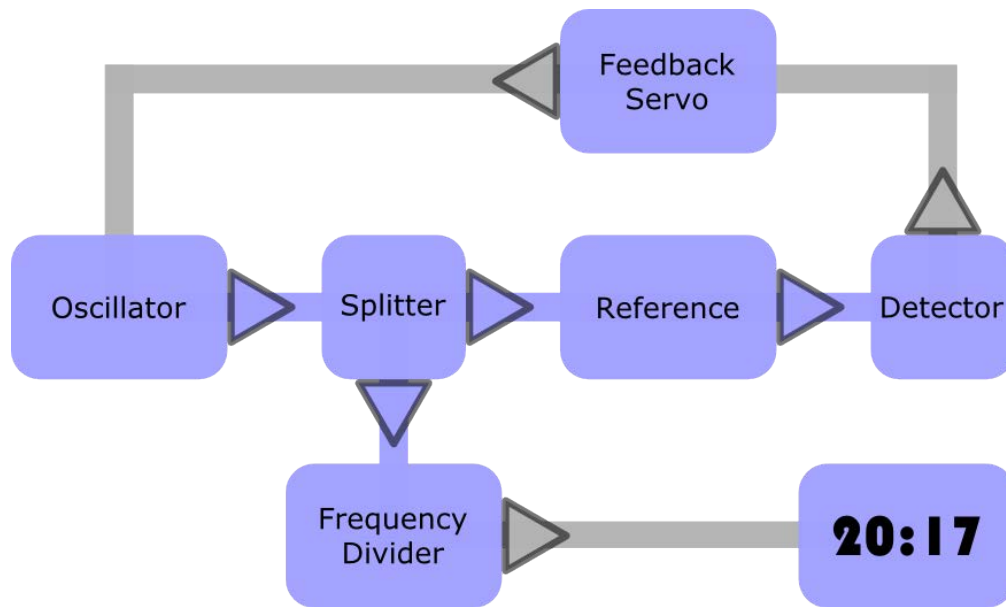 Feedback
Servo
Oscillator
Splitter
Reference
Detector
Frequency
Divider
20:17